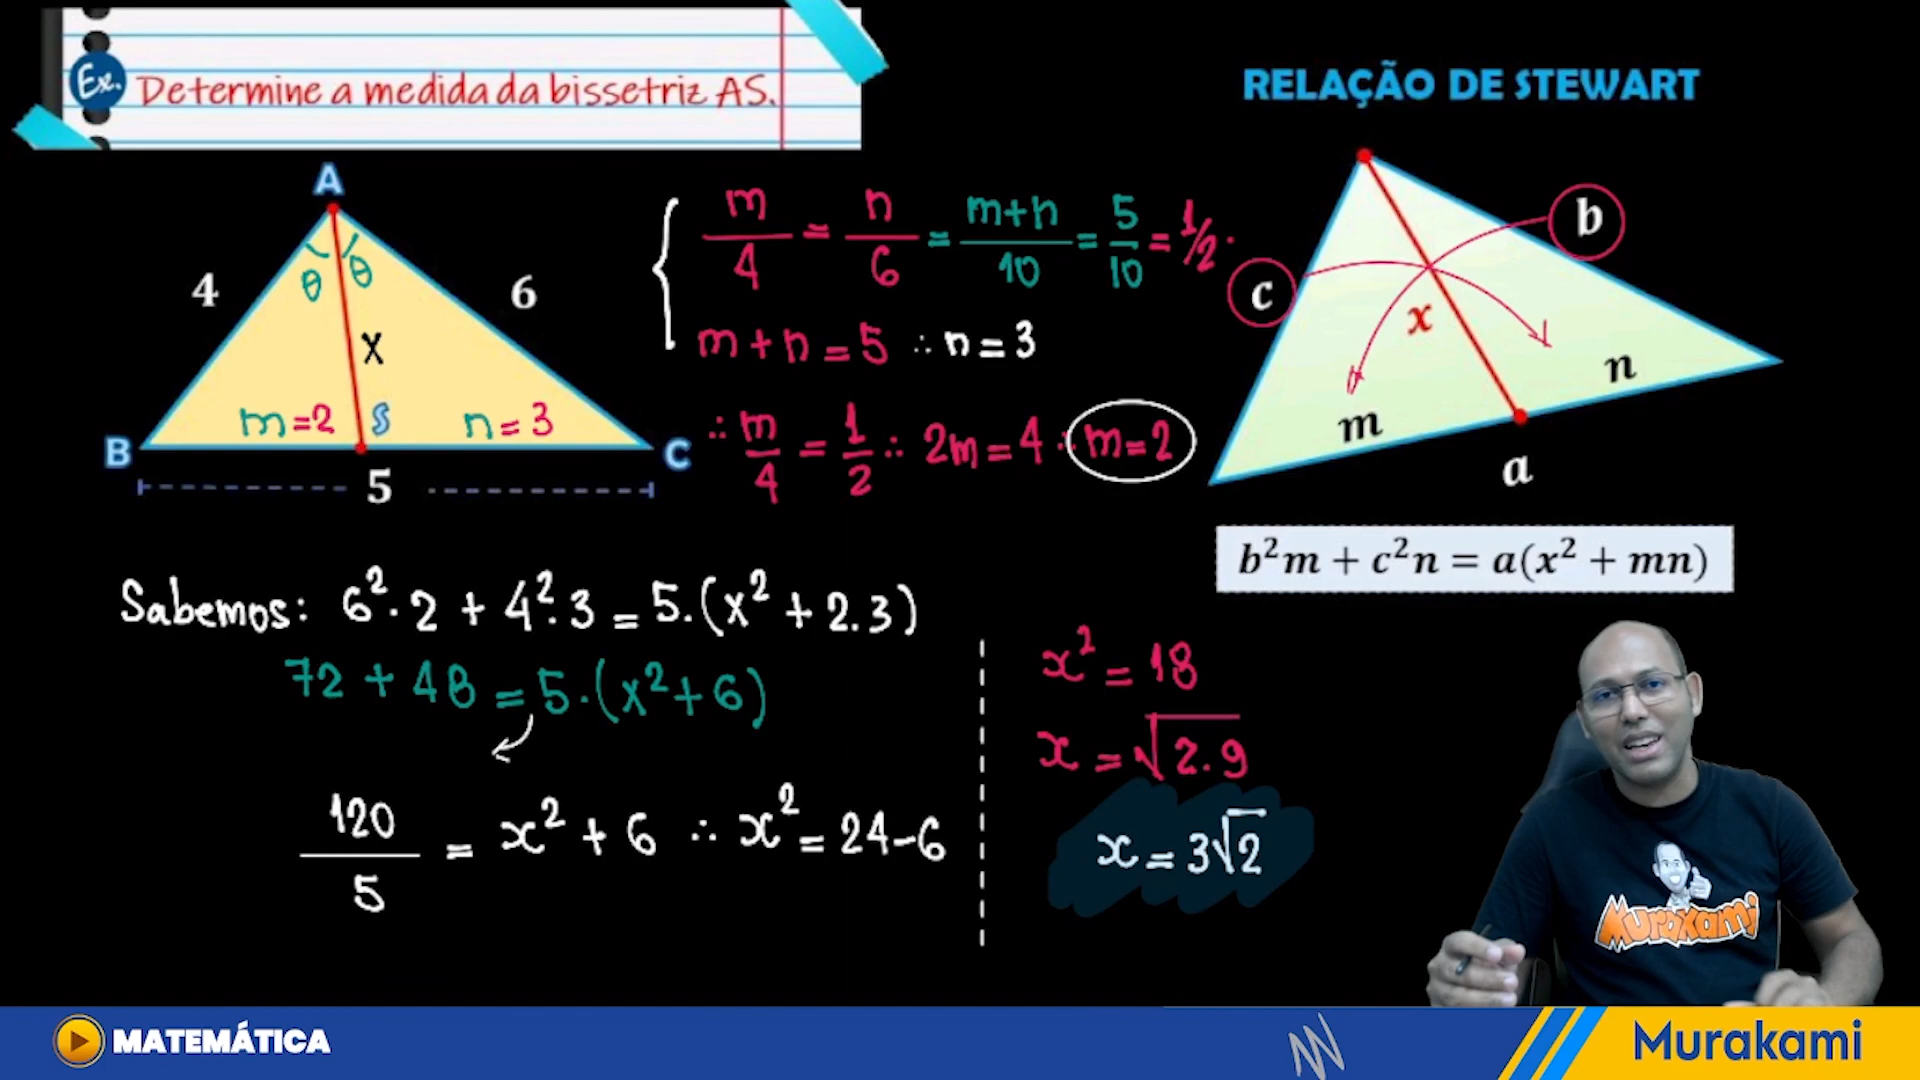 Ex. Determine a medida da bissetriz AS.
RELAÇÃO DE STEWART
A
4
6
θ θ
x
m=2
S
n=3
B
C
5
m/4 = n/6 = m+n/10 = 5/10 = 1/2.
m+n=5 ∴ n=3
∴ m/4 = 1/2 ∴ 2m=4 ∴ m=2
b
c
x
n
m
a
b²m + c²n = a(x² + mn)
Sabemos: 6².2 + 4².3 = 5.(x² + 2.3)
72 + 48 = 5.(x²+6)
120/5 = x² + 6 ∴ x² = 24-6
x² = 18
x = √2.9
x = 3√2
Murakami
MATEMÁTICA
Murakami